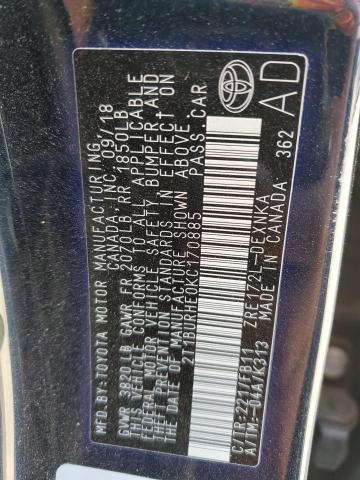 MFD.BY:TOYOTA MOTOR MANUFACTURING
CANADA INC. 09/18
GVWR 3820LB GAWR FR 2020LB RR 1850LB
THIS VEHICLE CONFORMS TO ALL APPLICABLE
FEDERAL MOTOR VEHICLE SAFETY, BUMPER, AND
THEFT PREVENTION STANDARDS IN EFFECT ON
THE DATE OF MANUFACTURE SHOWN ABOVE.
2T1BURHE0KC170885 PASS.CAR
C/TR:221/FB11 ZRE172L-DEXNKA
A/TM:-04A/K313 MADE IN CANADA 362
AD